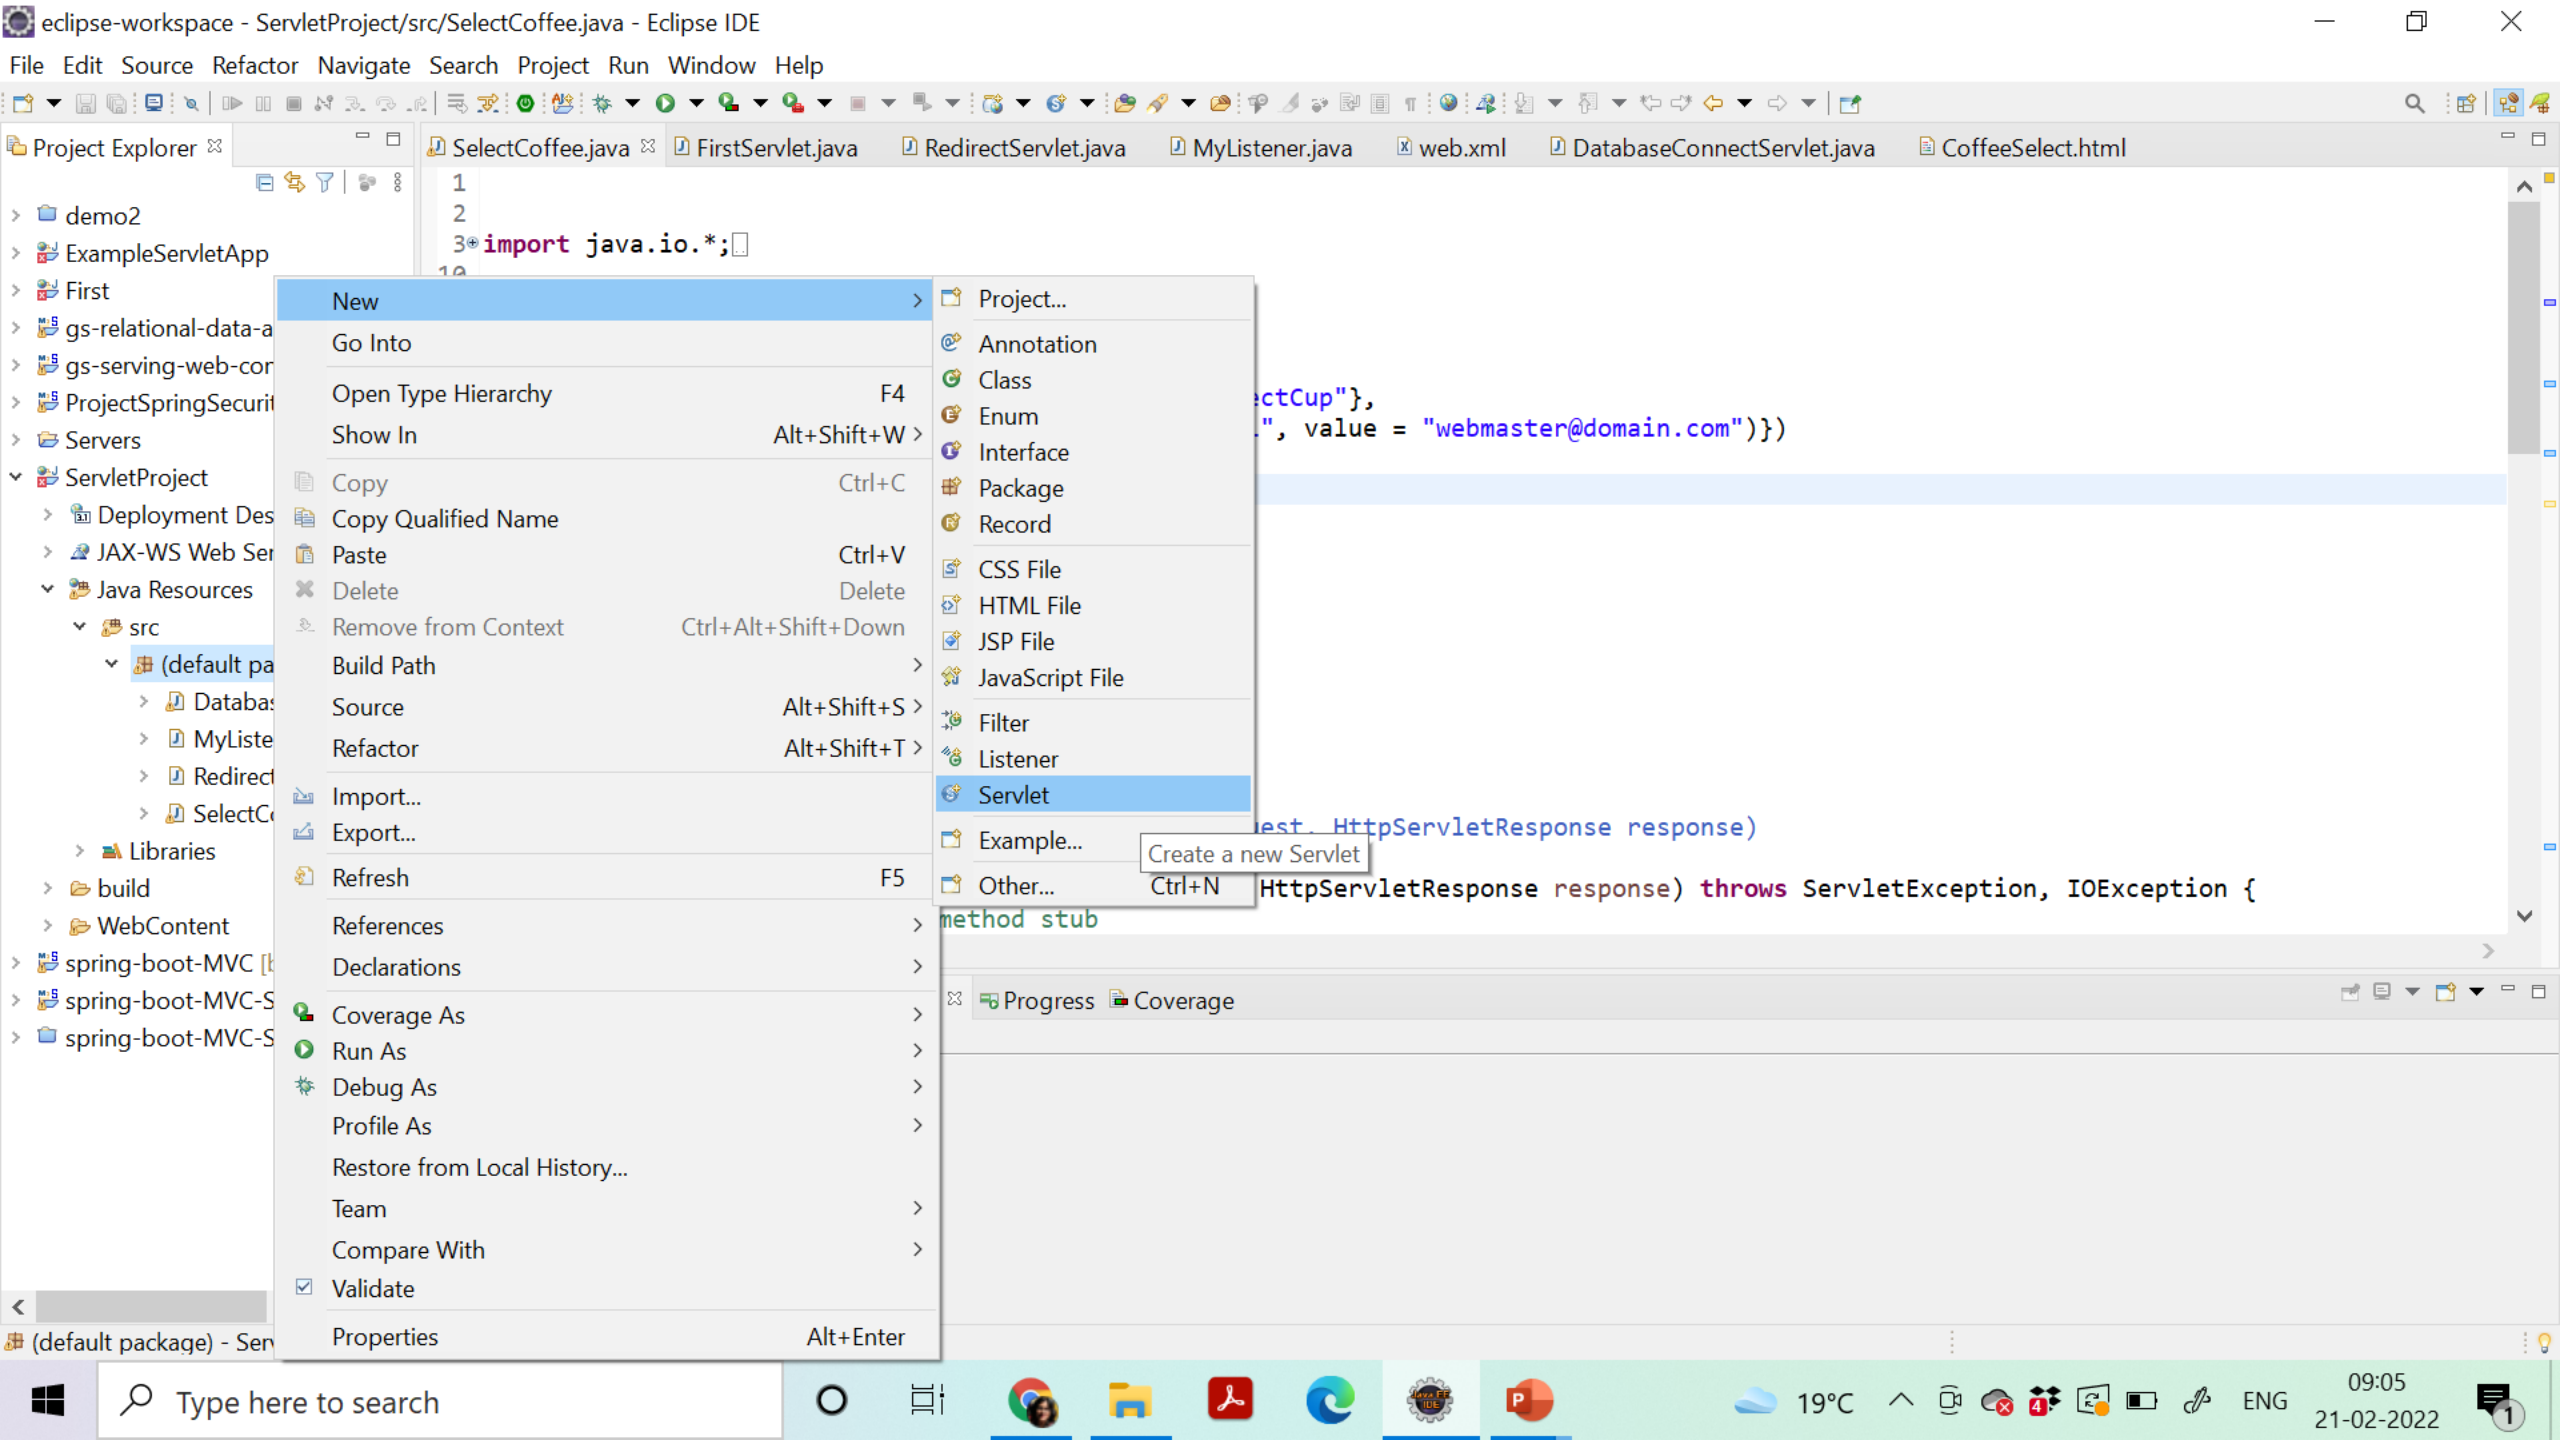 eclipse-workspace - ServletProject/src/SelectCoffee.java - Eclipse IDE
File Edit Source Refactor Navigate Search Project Run Window Help
Project Explorer
SelectCoffee.java
FirstServlet.java
RedirectServlet.java
MyListener.java
web.xml
DatabaseConnectServlet.java
CoffeeSelect.html
demo2
ExampleServletApp
First
gs-relational-data-a
gs-serving-web-cor
ProjectSpringSecurit
Servers
ServletProject
Deployment Des
JAX-WS Web Ser
Java Resources
src
(default pa
Databas
MyListe
Redirect
SelectCo
Libraries
build
WebContent
spring-boot-MVC [b
spring-boot-MVC-S
spring-boot-MVC-S
(default package) - Serv
1
2
3 import java.io.*;
10
ectCup"},
", value = "webmaster@domain.com")})
uest, HttpServletResponse response)
HttpServletResponse response) throws ServletException, IOException {
method stub
New
Go Into
Open Type Hierarchy F4
Show In Alt+Shift+W
Copy Ctrl+C
Copy Qualified Name
Paste Ctrl+V
Delete Delete
Remove from Context Ctrl+Alt+Shift+Down
Build Path
Source Alt+Shift+S
Refactor Alt+Shift+T
Import...
Export...
Refresh F5
References
Declarations
Coverage As
Run As
Debug As
Profile As
Restore from Local History...
Team
Compare With
Validate
Properties Alt+Enter
Project...
Annotation
Class
Enum
Interface
Package
Record
CSS File
HTML File
JSP File
JavaScript File
Filter
Listener
Servlet
Example...
Other... Ctrl+N
Create a new Servlet
Progress
Coverage
Type here to search
19°C
4
ENG
09:05
21-02-2022
1